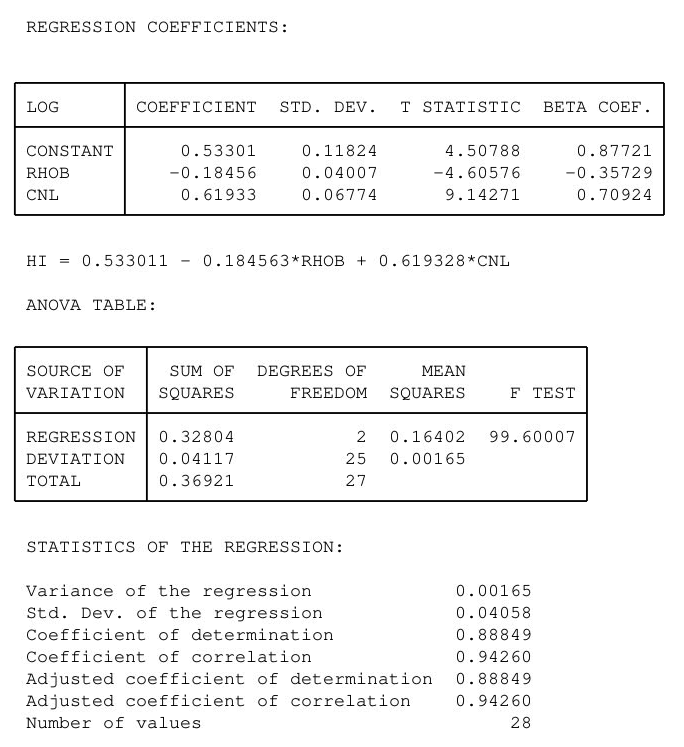 REGRESSION COEFFICIENTS:
LOG COEFFICIENT STD. DEV. T STATISTIC BETA COEF.
CONSTANT 0.53301 0.11824 4.50788 0.87721
RHOB −0.18456 0.04007 −4.60576 −0.35729
CNL 0.61933 0.06774 9.14271 0.70924
HI = 0.533011 − 0.184563*RHOB + 0.619328*CNL
ANOVA TABLE:
SOURCE OF SUM OF DEGREES OF MEAN
VARIATION SQUARES FREEDOM SQUARES F TEST
REGRESSION 0.32804 2 0.16402 99.60007
DEVIATION 0.04117 25 0.00165
TOTAL 0.36921 27
STATISTICS OF THE REGRESSION:
Variance of the regression 0.00165
Std. Dev. of the regression 0.04058
Coefficient of determination 0.88849
Coefficient of correlation 0.94260
Adjusted coefficient of determination 0.88849
Adjusted coefficient of correlation 0.94260
Number of values 28